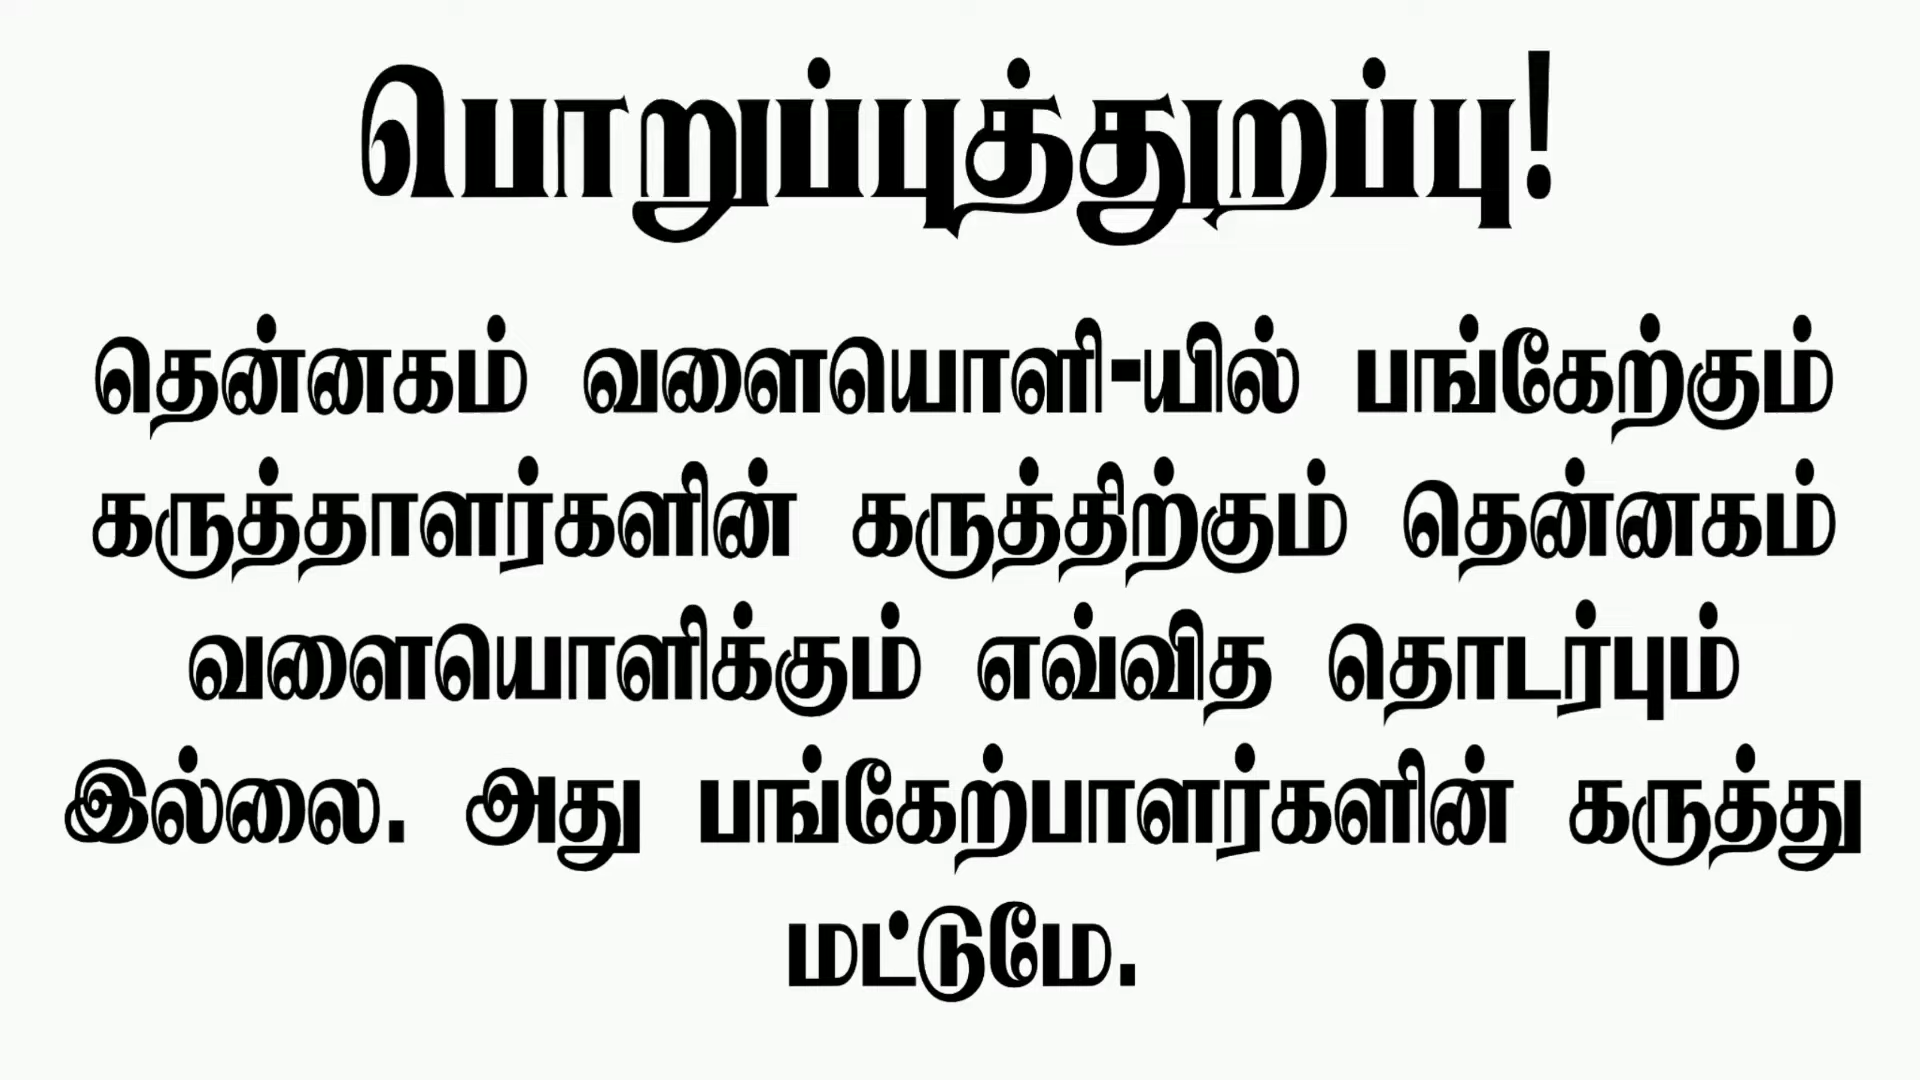 பொறுப்புத்துறப்பு!
தென்னகம் வளையொளி-யில் பங்கேற்கும்
கருத்தாளர்களின் கருத்திற்கும் தென்னகம்
வளையொளிக்கும் எவ்வித தொடர்பும்
இல்லை. அது பங்கேற்பாளர்களின் கருத்து
மட்டுமே.